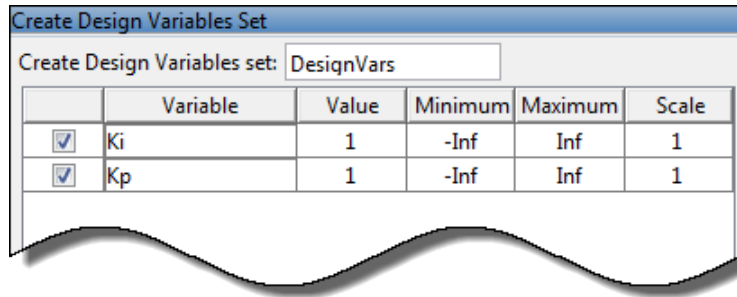 Create Design Variables Set
Create Design Variables set: DesignVars
Variable Value Minimum Maximum Scale
Ki 1 -Inf Inf 1
Kp 1 -Inf Inf 1